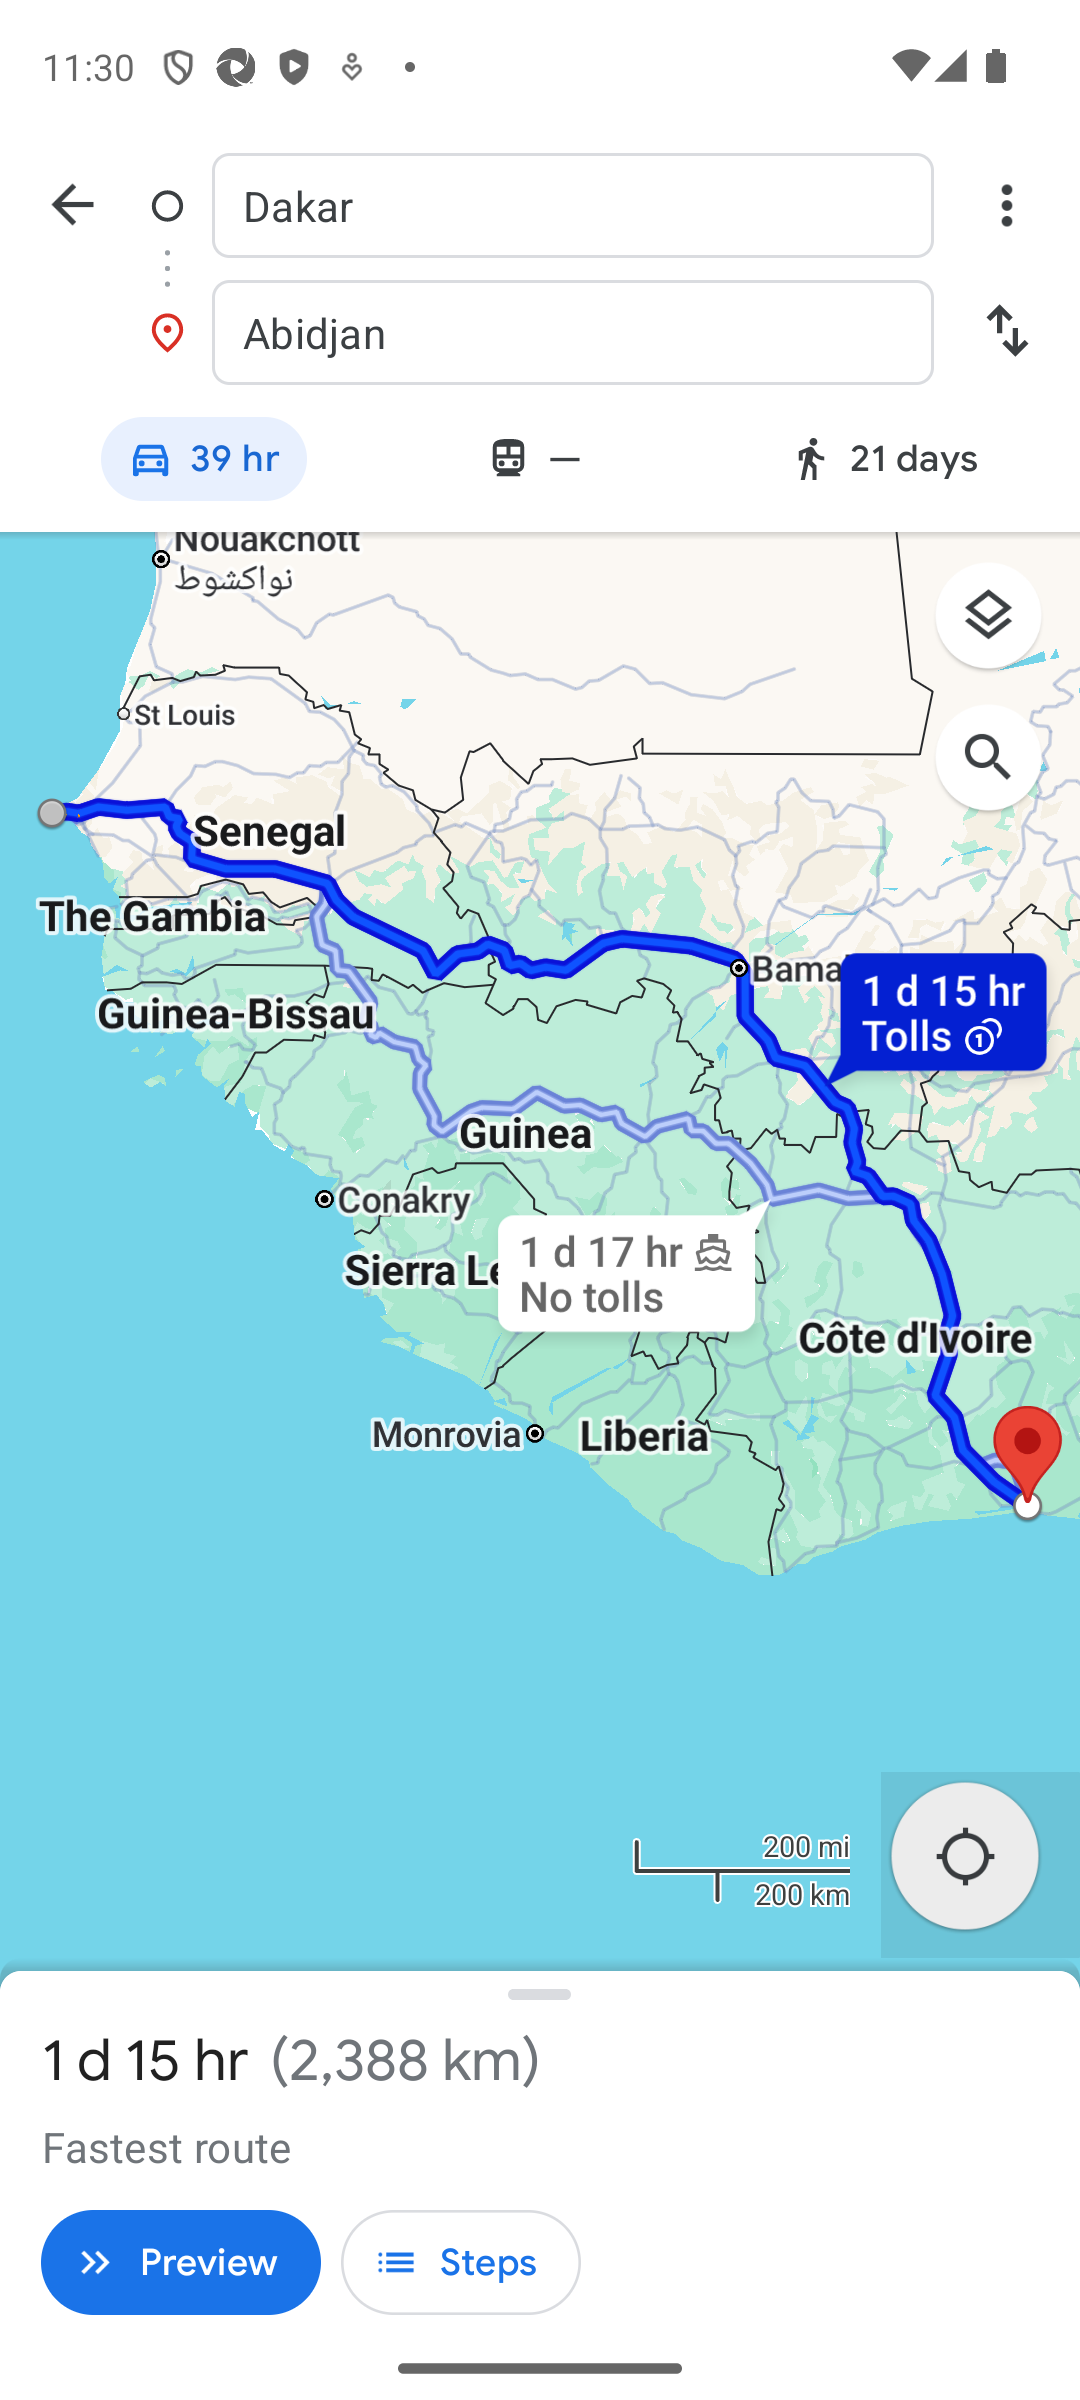 11:30
Dakar
Abidjan
39 hr
—
21 days
Nouakchott
نواكشوط
St Louis
Senegal
The Gambia
Bama
1 d 15 hr
Tolls
Guinea-Bissau
Guinea
Conakry
1 d 17 hr
No tolls
Sierra Le
Côte d'Ivoire
Monrovia
Liberia
200 mi
200 km
1 d 15 hr (2,388 km)
Fastest route
Preview
Steps